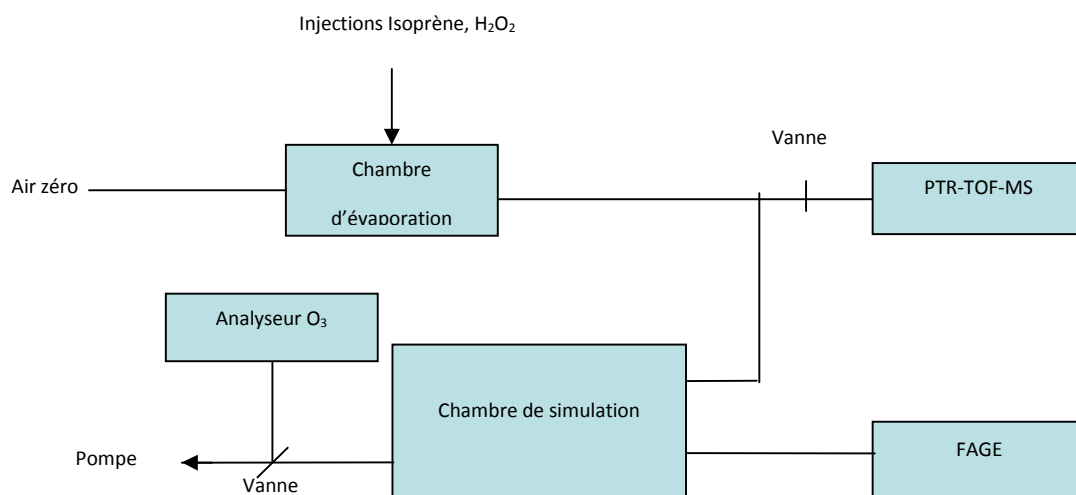 Injections Isoprène, H₂O₂
Vanne
Air zéro
Chambre
d'évaporation
PTR-TOF-MS
Analyseur O₃
Chambre de simulation
FAGE
Pompe
Vanne